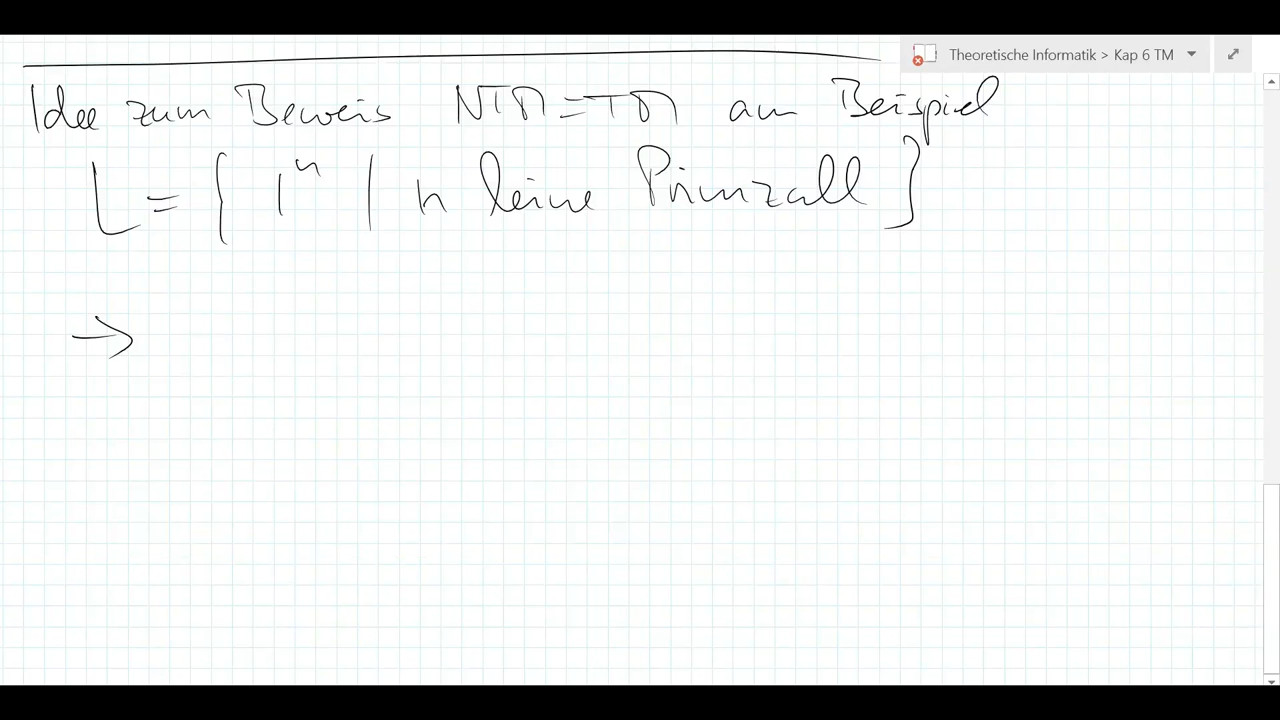 Theoretische Informatik > Kap 6 TM
Idee zum Beweis NTM = TM am Beispiel
L = { 1ⁿ | n keine Primzahl }
→